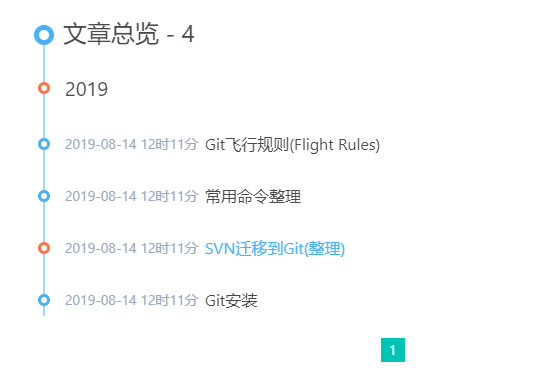 文章总览 - 4
2019
2019-08-14 12时11分 Git飞行规则(Flight Rules)
2019-08-14 12时11分 常用命令整理
2019-08-14 12时11分 SVN迁移到Git(整理)
2019-08-14 12时11分 Git安装
1